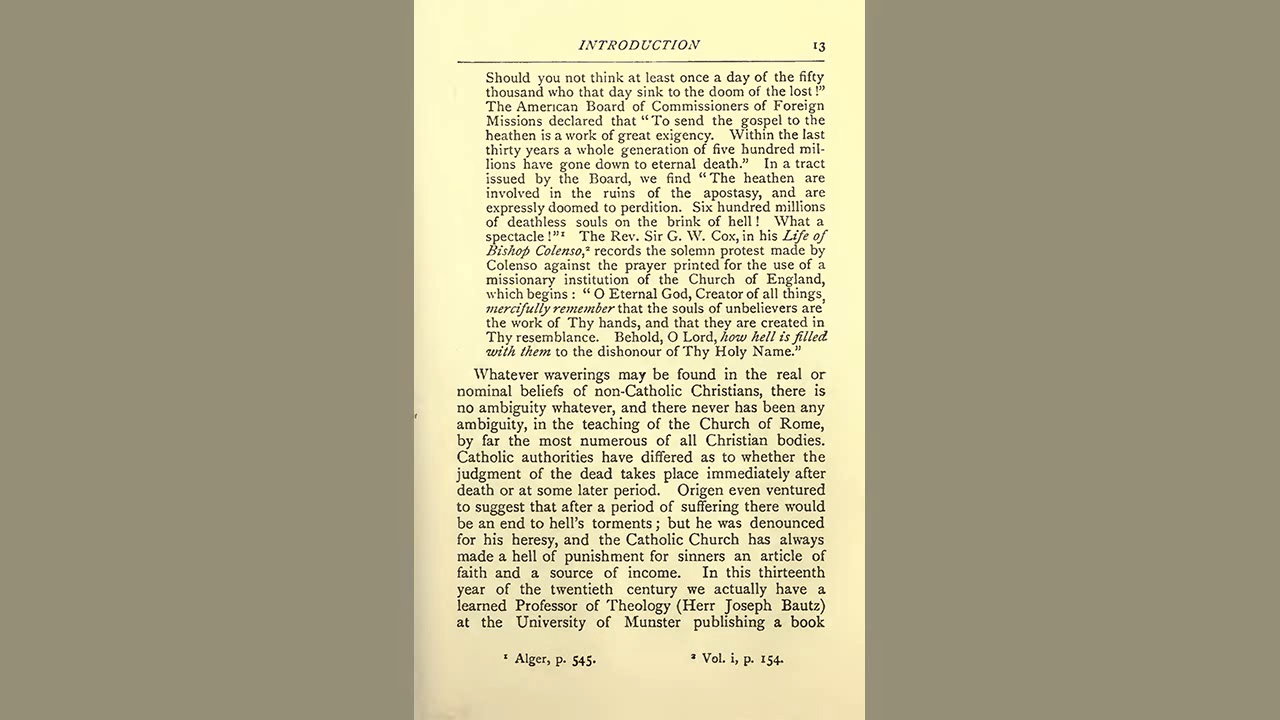 INTRODUCTION 13
Should you not think at least once a day of the fifty
thousand who that day sink to the doom of the lost!"
The American Board of Commissioners of Foreign
Missions declared that "To send the gospel to the
heathen is a work of great exigency. Within the last
thirty years a whole generation of five hundred mil-
lions have gone down to eternal death." In a tract
issued by the Board, we find "The heathen are
involved in the ruins of the apostasy, and are
expressly doomed to perdition. Six hundred millions
of deathless souls on the brink of hell! What a
spectacle!"¹ The Rev. Sir G. W. Cox, in his Life of
Bishop Colenso,² records the solemn protest made by
Colenso against the prayer printed for the use of a
missionary institution of the Church of England,
which begins: "O Eternal God, Creator of all things,
mercifully remember that the souls of unbelievers are
the work of Thy hands, and that they are created in
Thy resemblance. Behold, O Lord, how hell is filled
with them to the dishonour of Thy Holy Name."
Whatever waverings may be found in the real or
nominal beliefs of non-Catholic Christians, there is
no ambiguity whatever, and there never has been any
ambiguity, in the teaching of the Church of Rome,
by far the most numerous of all Christian bodies.
Catholic authorities have differed as to whether the
judgment of the dead takes place immediately after
death or at some later period. Origen even ventured
to suggest that after a period of suffering there would
be an end to hell's torments; but he was denounced
for his heresy, and the Catholic Church has always
made a hell of punishment for sinners an article of
faith and a source of income. In this thirteenth
year of the twentieth century we actually have a
learned Professor of Theology (Herr Joseph Bautz)
at the University of Munster publishing a book
¹ Alger, p. 545. ² Vol. i, p. 154.